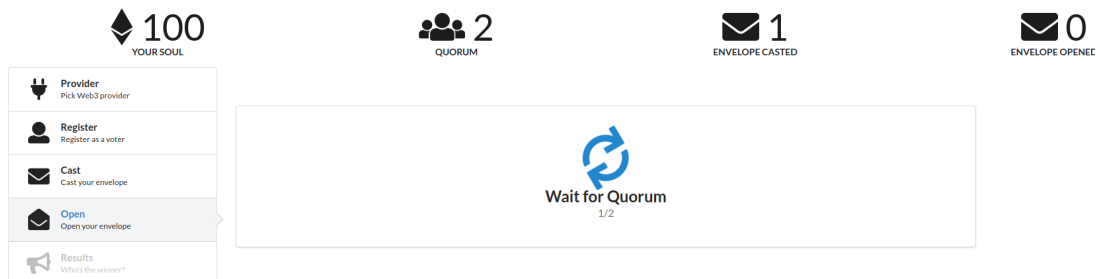 100
YOUR SOUL
2
QUORUM
1
ENVELOPE CASTED
0
ENVELOPE OPENED
Provider
Pick Web3 provider
Register
Register as a voter
Cast
Cast your envelope
Open
Open your envelope
Results
Who's the winner?
Wait for Quorum
1/2